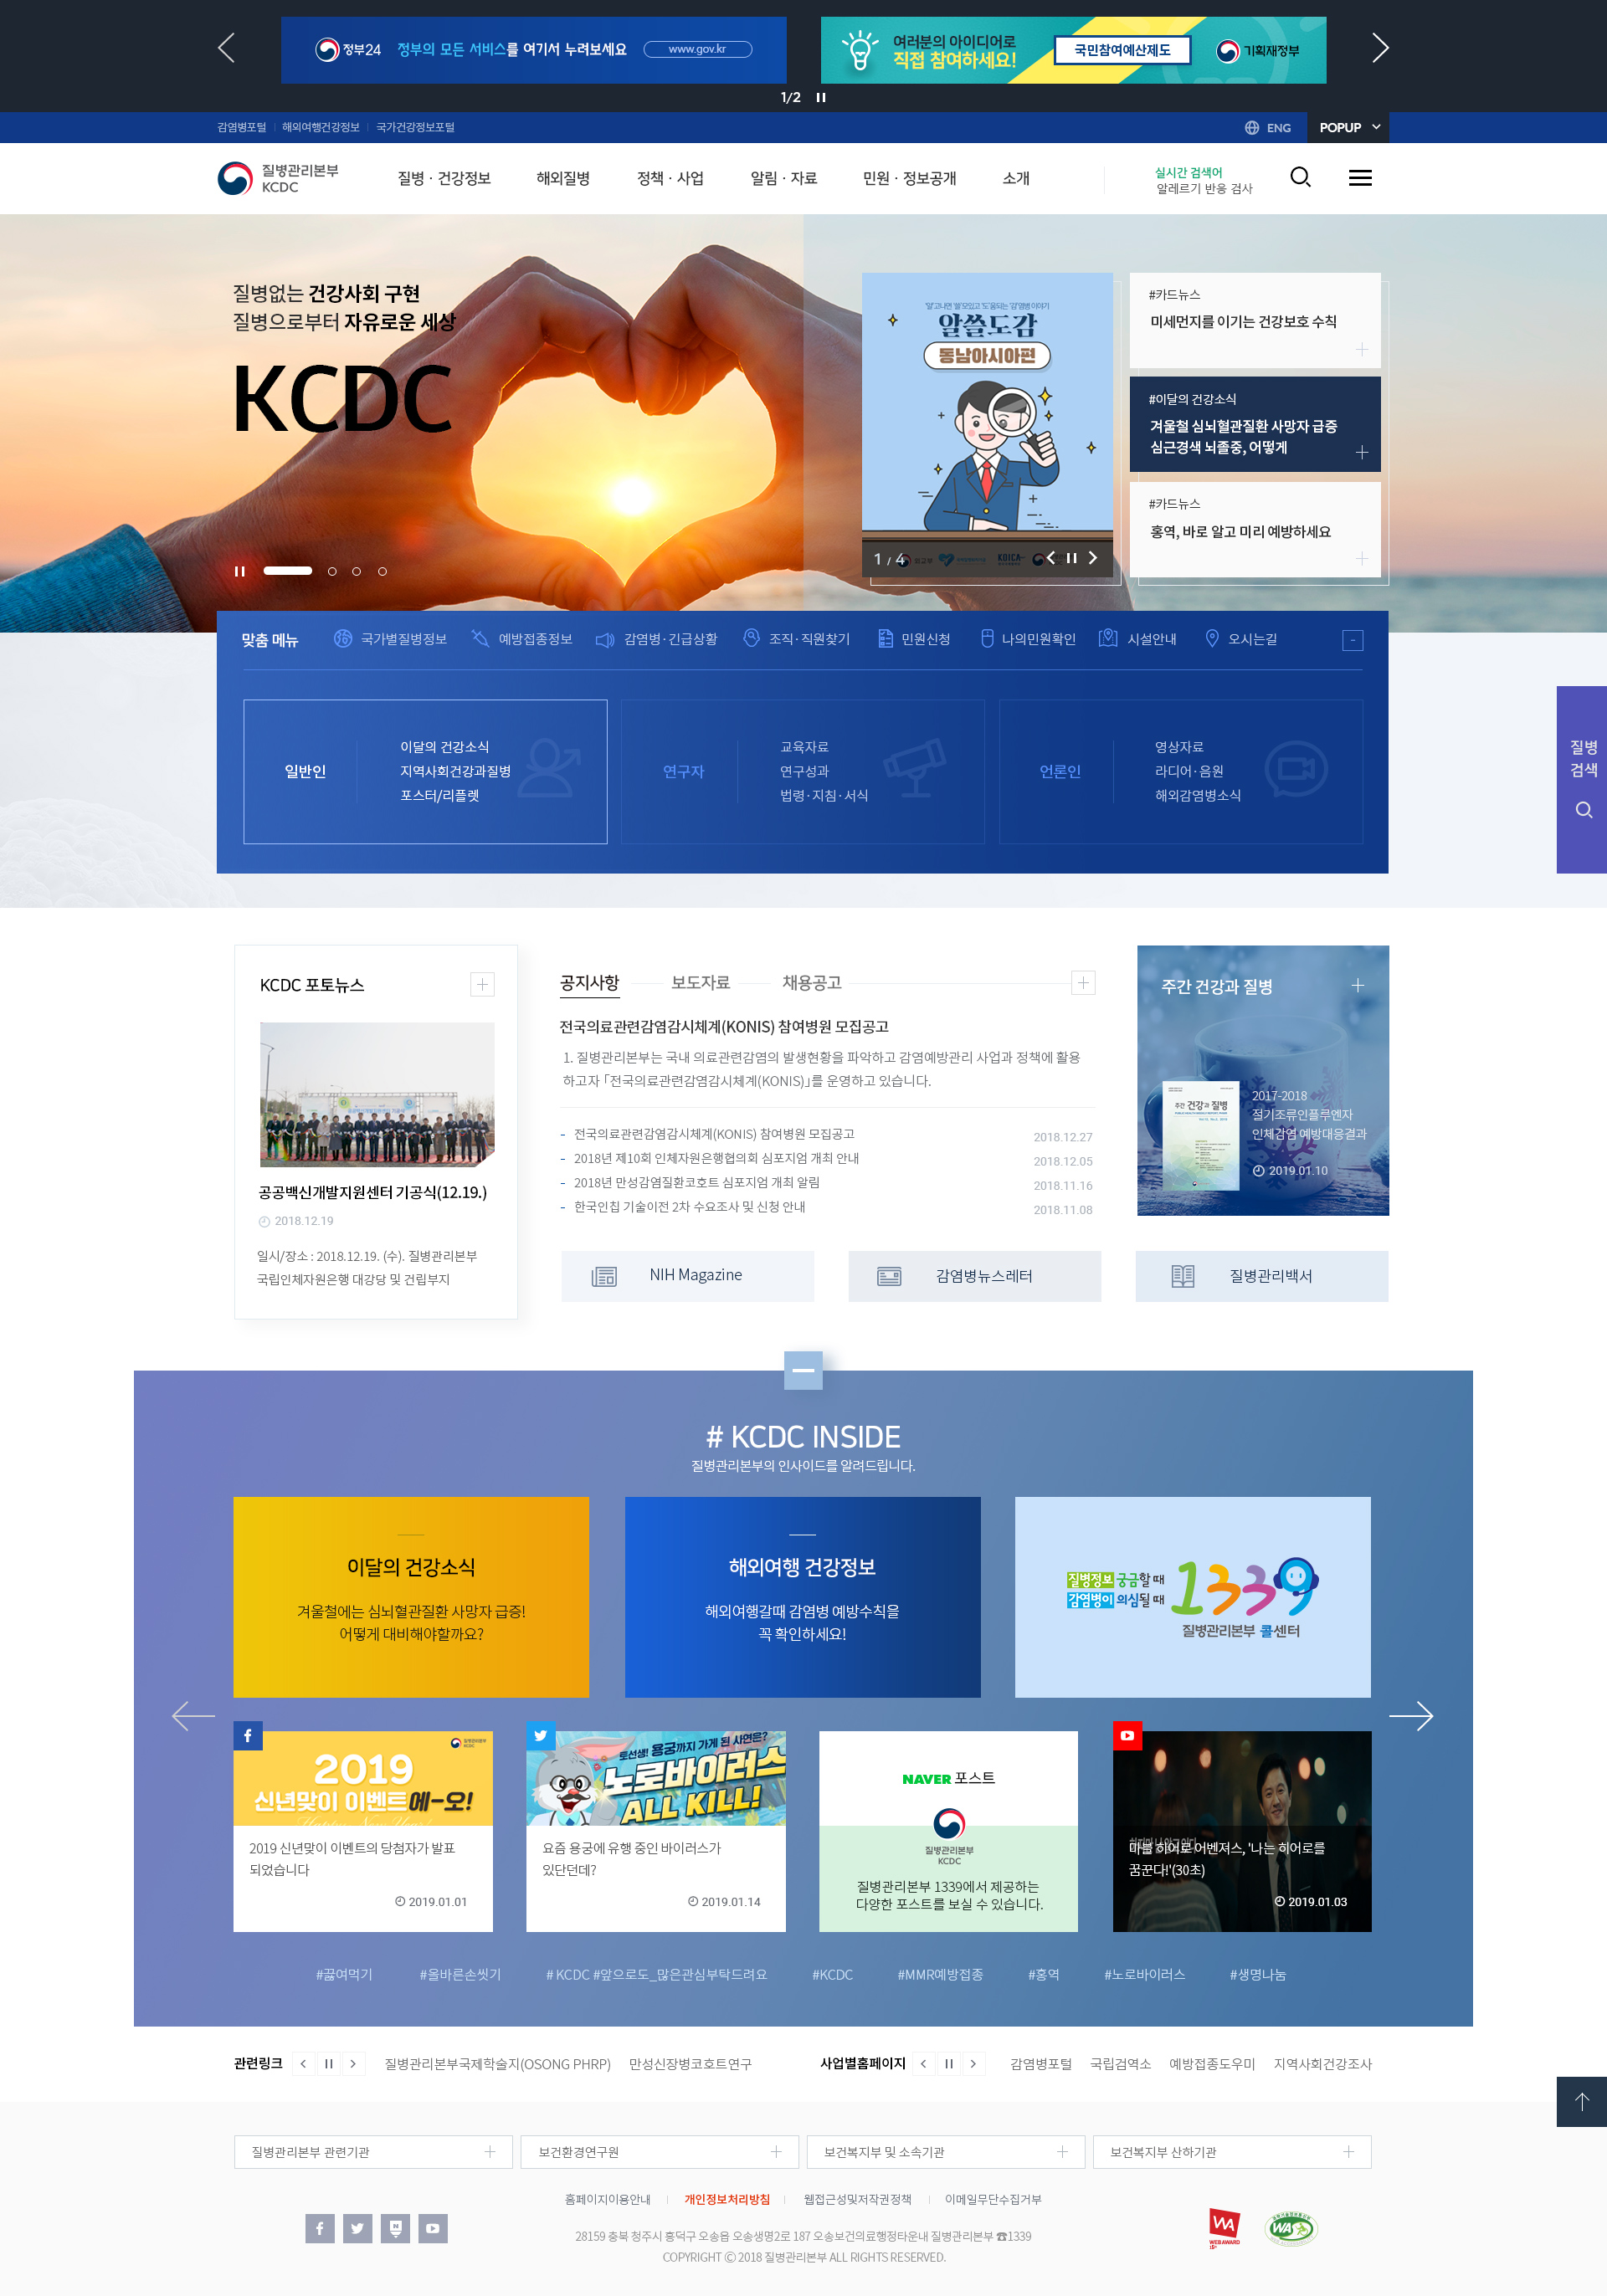 정부24
정부의 모든 서비스를 여기서 누려보세요
www.gov.kr
여러분의 아이디어로
직접 참여하세요!
국민참여예산제도
기획재정부
1/2
감염병포털
해외여행건강정보
국가건강정보포털
ENG
POPUP
질병관리본부
KCDC
질병 · 건강정보
해외질병
정책 · 사업
알림 · 자료
민원 · 정보공개
소개
실시간 검색어
알레르기 반응 검사
질병없는 건강사회 구현
질병으로부터 자유로운 세상
KCDC
알쓸도감
동남아시아편
1 / 4
#카드뉴스
미세먼지를 이기는 건강보호 수칙
#이달의 건강소식
겨울철 심뇌혈관질환 사망자 급증
심근경색 뇌졸중, 어떻게
#카드뉴스
홍역, 바로 알고 미리 예방하세요
맞춤 메뉴
국가별질병정보
예방접종정보
감염병·긴급상황
조직·직원찾기
민원신청
나의민원확인
시설안내
오시는길
일반인
이달의 건강소식
지역사회건강과질병
포스터/리플렛
연구자
교육자료
연구성과
법령·지침·서식
언론인
영상자료
라디오·음원
해외감염병소식
질병
검색
KCDC 포토뉴스
공공백신개발지원센터 기공식(12.19.)
2018.12.19
일시/장소 : 2018.12.19. (수). 질병관리본부
국립인체자원은행 대강당 및 건립부지
공지사항
보도자료
채용공고
전국의료관련감염감시체계(KONIS) 참여병원 모집공고
1. 질병관리본부는 국내 의료관련감염의 발생현황을 파악하고 감염예방관리 사업과 정책에 활용
하고자 「전국의료관련감염감시체계(KONIS)」를 운영하고 있습니다.
- 전국의료관련감염감시체계(KONIS) 참여병원 모집공고 2018.12.27
- 2018년 제10회 인체자원은행협의회 심포지엄 개최 안내 2018.12.05
- 2018년 만성감염질환코호트 심포지엄 개최 알림 2018.11.16
- 한국인칩 기술이전 2차 수요조사 및 신청 안내 2018.11.08
주간 건강과 질병
주간 건강과 질병
2017-2018
절기조류인플루엔자
인체감염 예방대응결과
2019.01.10
NIH Magazine
감염병뉴스레터
질병관리백서
# KCDC INSIDE
질병관리본부의 인사이드를 알려드립니다.
이달의 건강소식
겨울철에는 심뇌혈관질환 사망자 급증!
어떻게 대비해야할까요?
해외여행 건강정보
해외여행갈때 감염병 예방수칙을
꼭 확인하세요!
질병정보 궁금할 때
감염병이 의심될 때
1339
질병관리본부 콜센터
질병관리본부
KCDC
2019
신년맞이 이벤트 에-오!
Happy New Year!
2019 신년맞이 이벤트의 당첨자가 발표
되었습니다
2019.01.01
토선생! 용궁까지 가게 된 사연은?
노로바이러스
ALL KILL!
요즘 용궁에 유행 중인 바이러스가
있단던데?
2019.01.14
NAVER 포스트
질병관리본부
KCDC
질병관리본부 1339에서 제공하는
다양한 포스트를 보실 수 있습니다.
마블 히어로 어벤져스, '나는 히어로를
꿈꾼다!'(30초)
2019.01.03
#끓여먹기
#올바른손씻기
# KCDC #앞으로도_많은관심부탁드려요
#KCDC
#MMR예방접종
#홍역
#노로바이러스
#생명나눔
관련링크
질병관리본부국제학술지(OSONG PHRP)
만성신장병코호트연구
사업별홈페이지
감염병포털
국립검역소
예방접종도우미
지역사회건강조사
질병관리본부 관련기관
보건환경연구원
보건복지부 및 소속기관
보건복지부 산하기관
홈페이지이용안내
개인정보처리방침
웹접근성및저작권정책
이메일무단수집거부
28159 충북 청주시 흥덕구 오송읍 오송생명2로 187 오송보건의료행정타운내 질병관리본부 ☎1339
COPYRIGHT ⓒ 2018 질병관리본부 ALL RIGHTS RESERVED.
WEB AWARD
WA